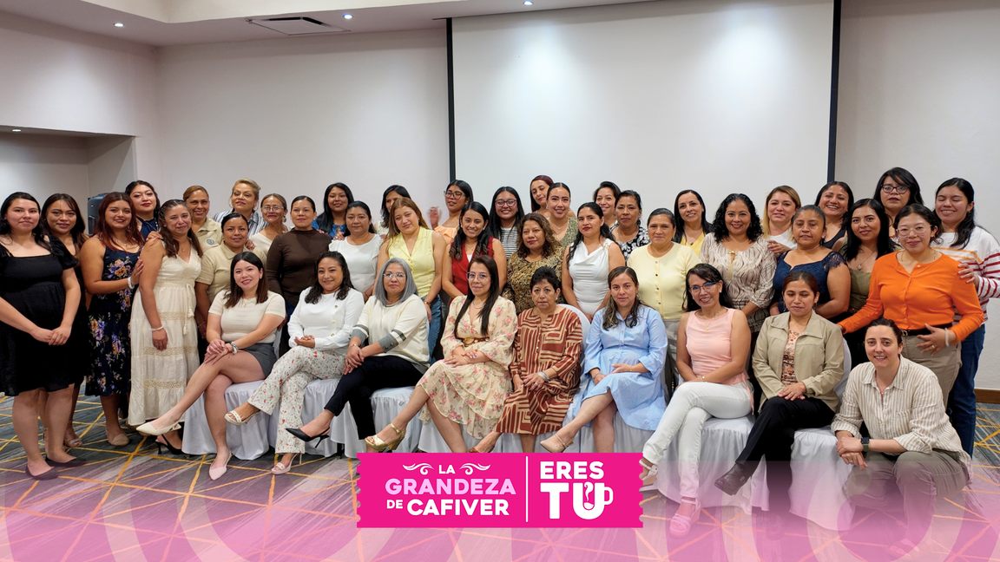 LA
GRANDEZA
DE CAFIVER
ERES
TÚ